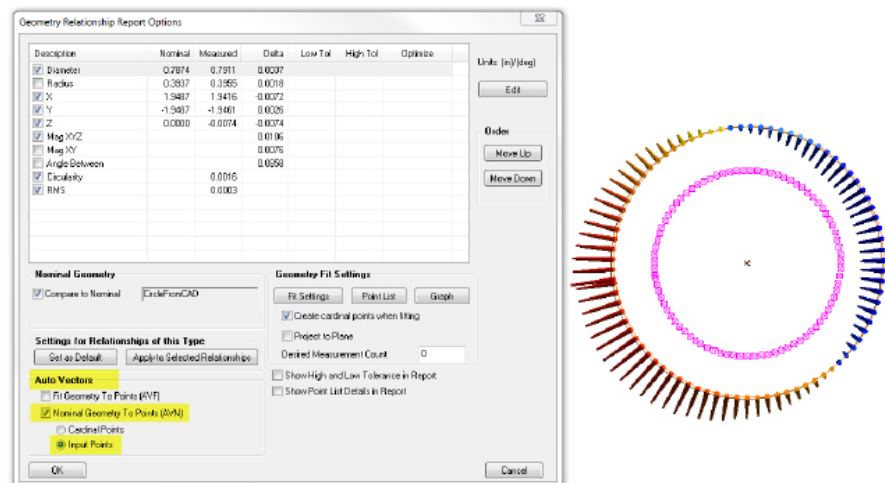 Geometry Relationship Report Options
Description Nominal Measured Delta Low Tol High Tol Optimize
Diameter 0.7874 0.7911 0.0037
Radius 0.3937 0.3955 0.0018
X 1.9487 1.9416 -0.0072
Y -1.9487 -1.9461 0.0026
Z 0.0000 -0.0074 -0.0074
Mag XYZ 0.0106
Mag XY 0.0076
Angle Between 0.0858
Circularity 0.0016
RMS 0.0003
Units: (in)/(deg)
Edit
Order
Move Up
Move Down
Nominal Geometry
Compare to Nominal CircleFromCAD
Settings for Relationships of this Type
Set as Default Apply to Selected Relationships
Auto Vectors
Fit Geometry To Points (AVF)
Nominal Geometry To Points (AVN)
Cardinal Points
Input Points
Geometry Fit Settings
Fit Settings Point List Graph
Create cardinal points when fitting
Project to Plane
Desired Measurement Count 0
Show High and Low Tolerance in Report
Show Point List Details in Report
OK Cancel